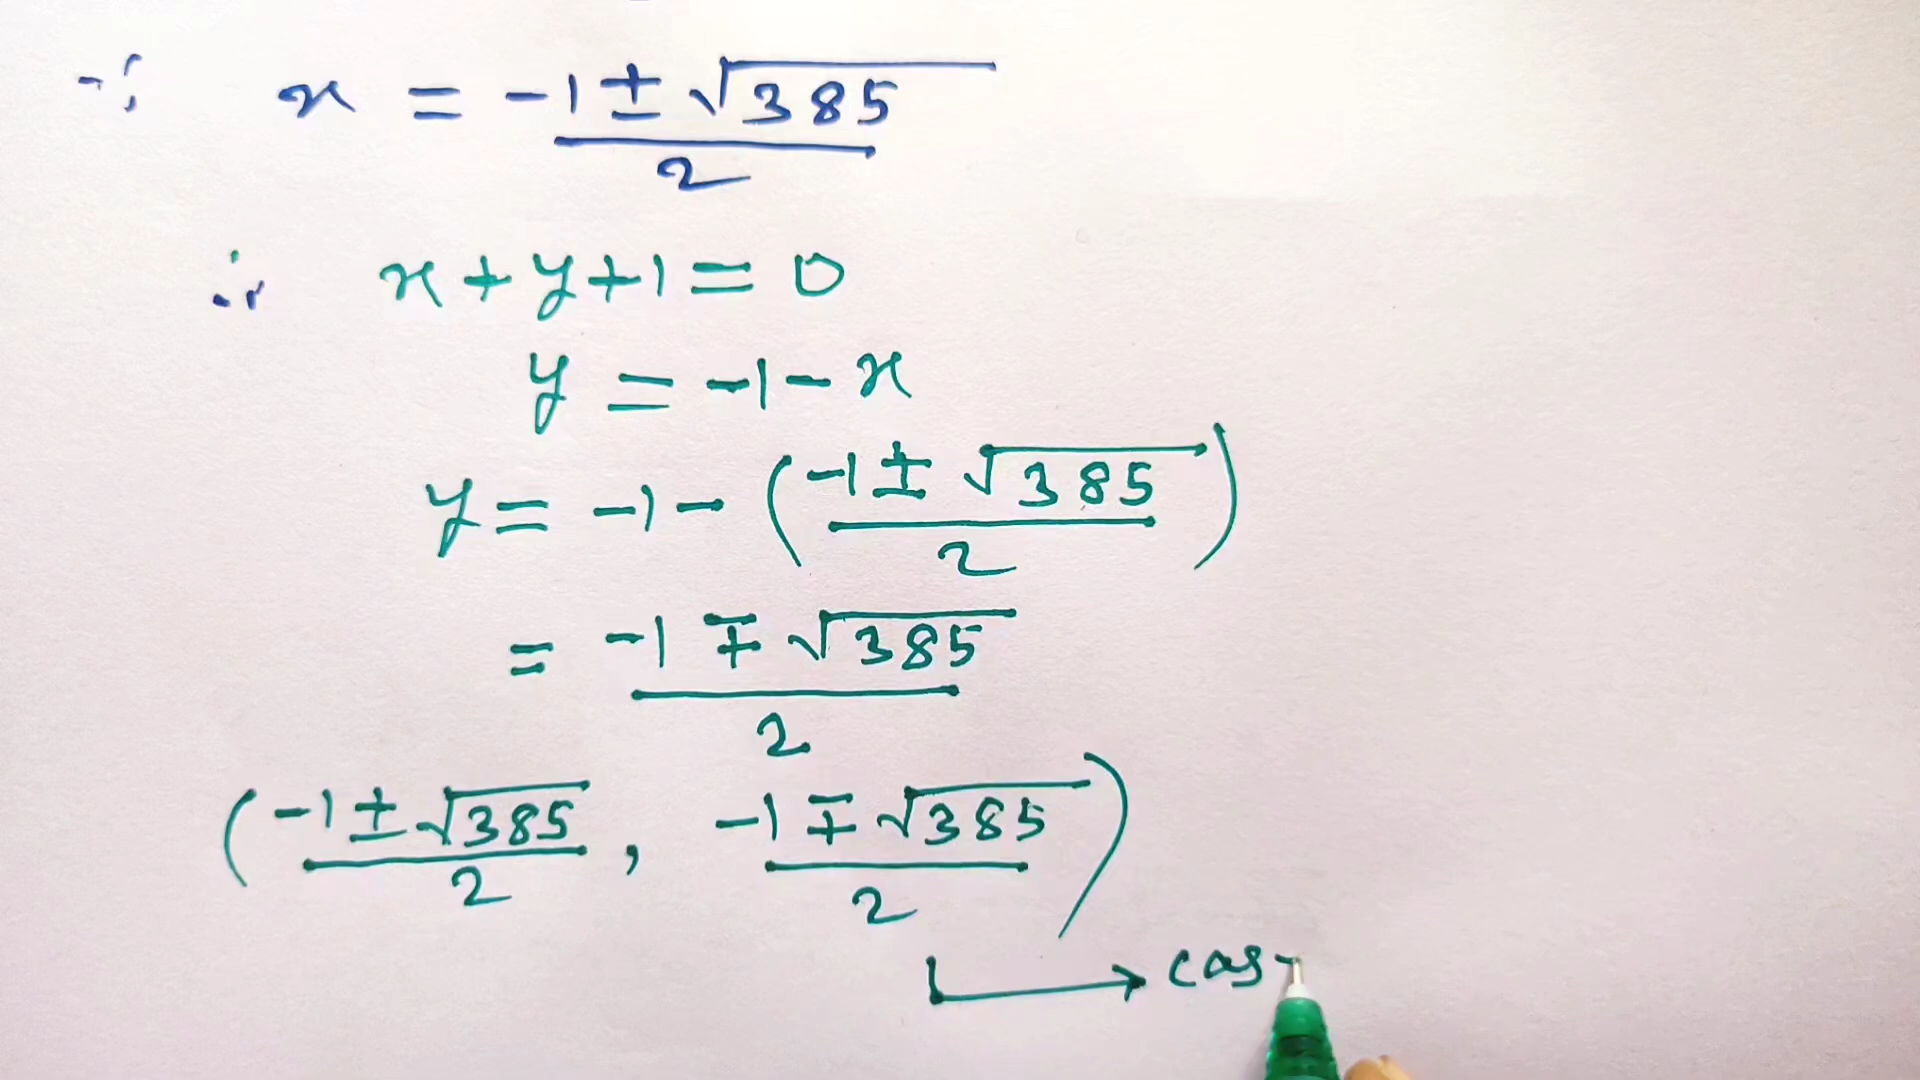 ∵ x = (-1 ± √385)/2
∴ x + y + 1 = 0
y = -1 - x
y = -1 - ((-1 ± √385)/2)
= (-1 ∓ √385)/2
((-1 ± √385)/2, (-1 ∓ √385)/2)
→ cas